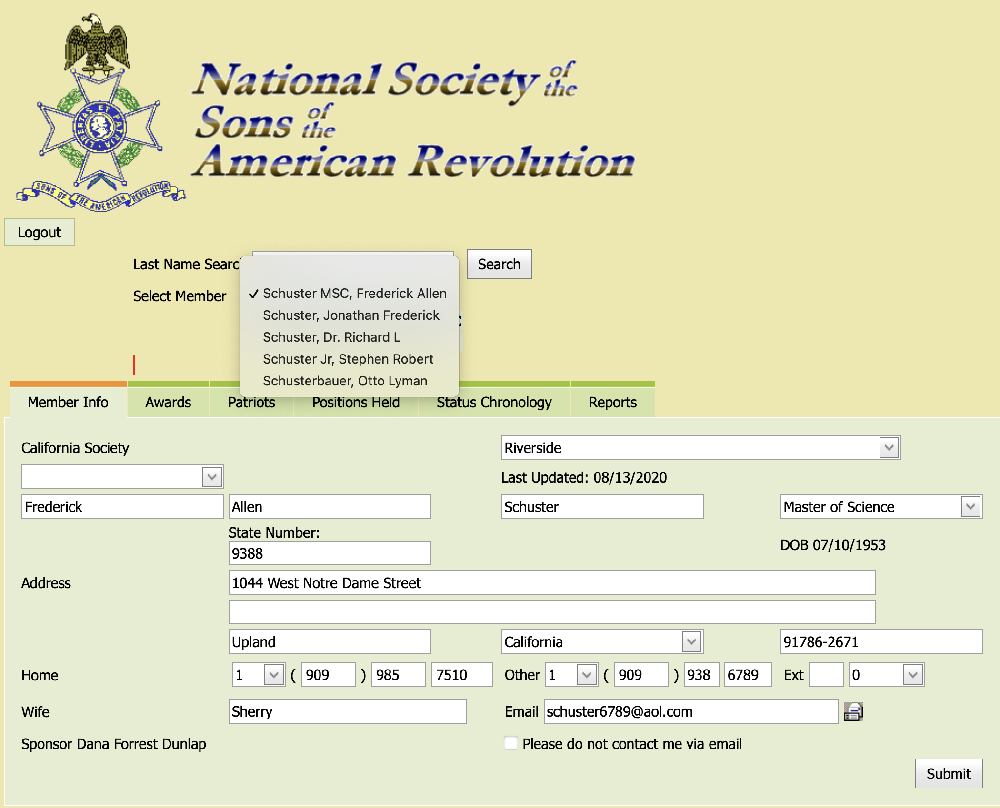 National Society of the
Sons of the
American Revolution
LIBERTAS ET PATRIA
SONS OF THE AMERICAN REVOLUTION
Logout
Last Name Search
Search
Select Member
✓ Schuster MSC, Frederick Allen
Schuster, Jonathan Frederick
Schuster, Dr. Richard L
Schuster Jr, Stephen Robert
Schusterbauer, Otto Lyman
Member Info Awards Patriots Positions Held Status Chronology Reports
California Society Riverside
Last Updated: 08/13/2020
Frederick Allen Schuster Master of Science
State Number:
9388 DOB 07/10/1953
Address 1044 West Notre Dame Street
Upland California 91786-2671
Home 1 ( 909 ) 985 7510 Other 1 ( 909 ) 938 6789 Ext 0
Wife Sherry Email schuster6789@aol.com
Sponsor Dana Forrest Dunlap Please do not contact me via email
Submit